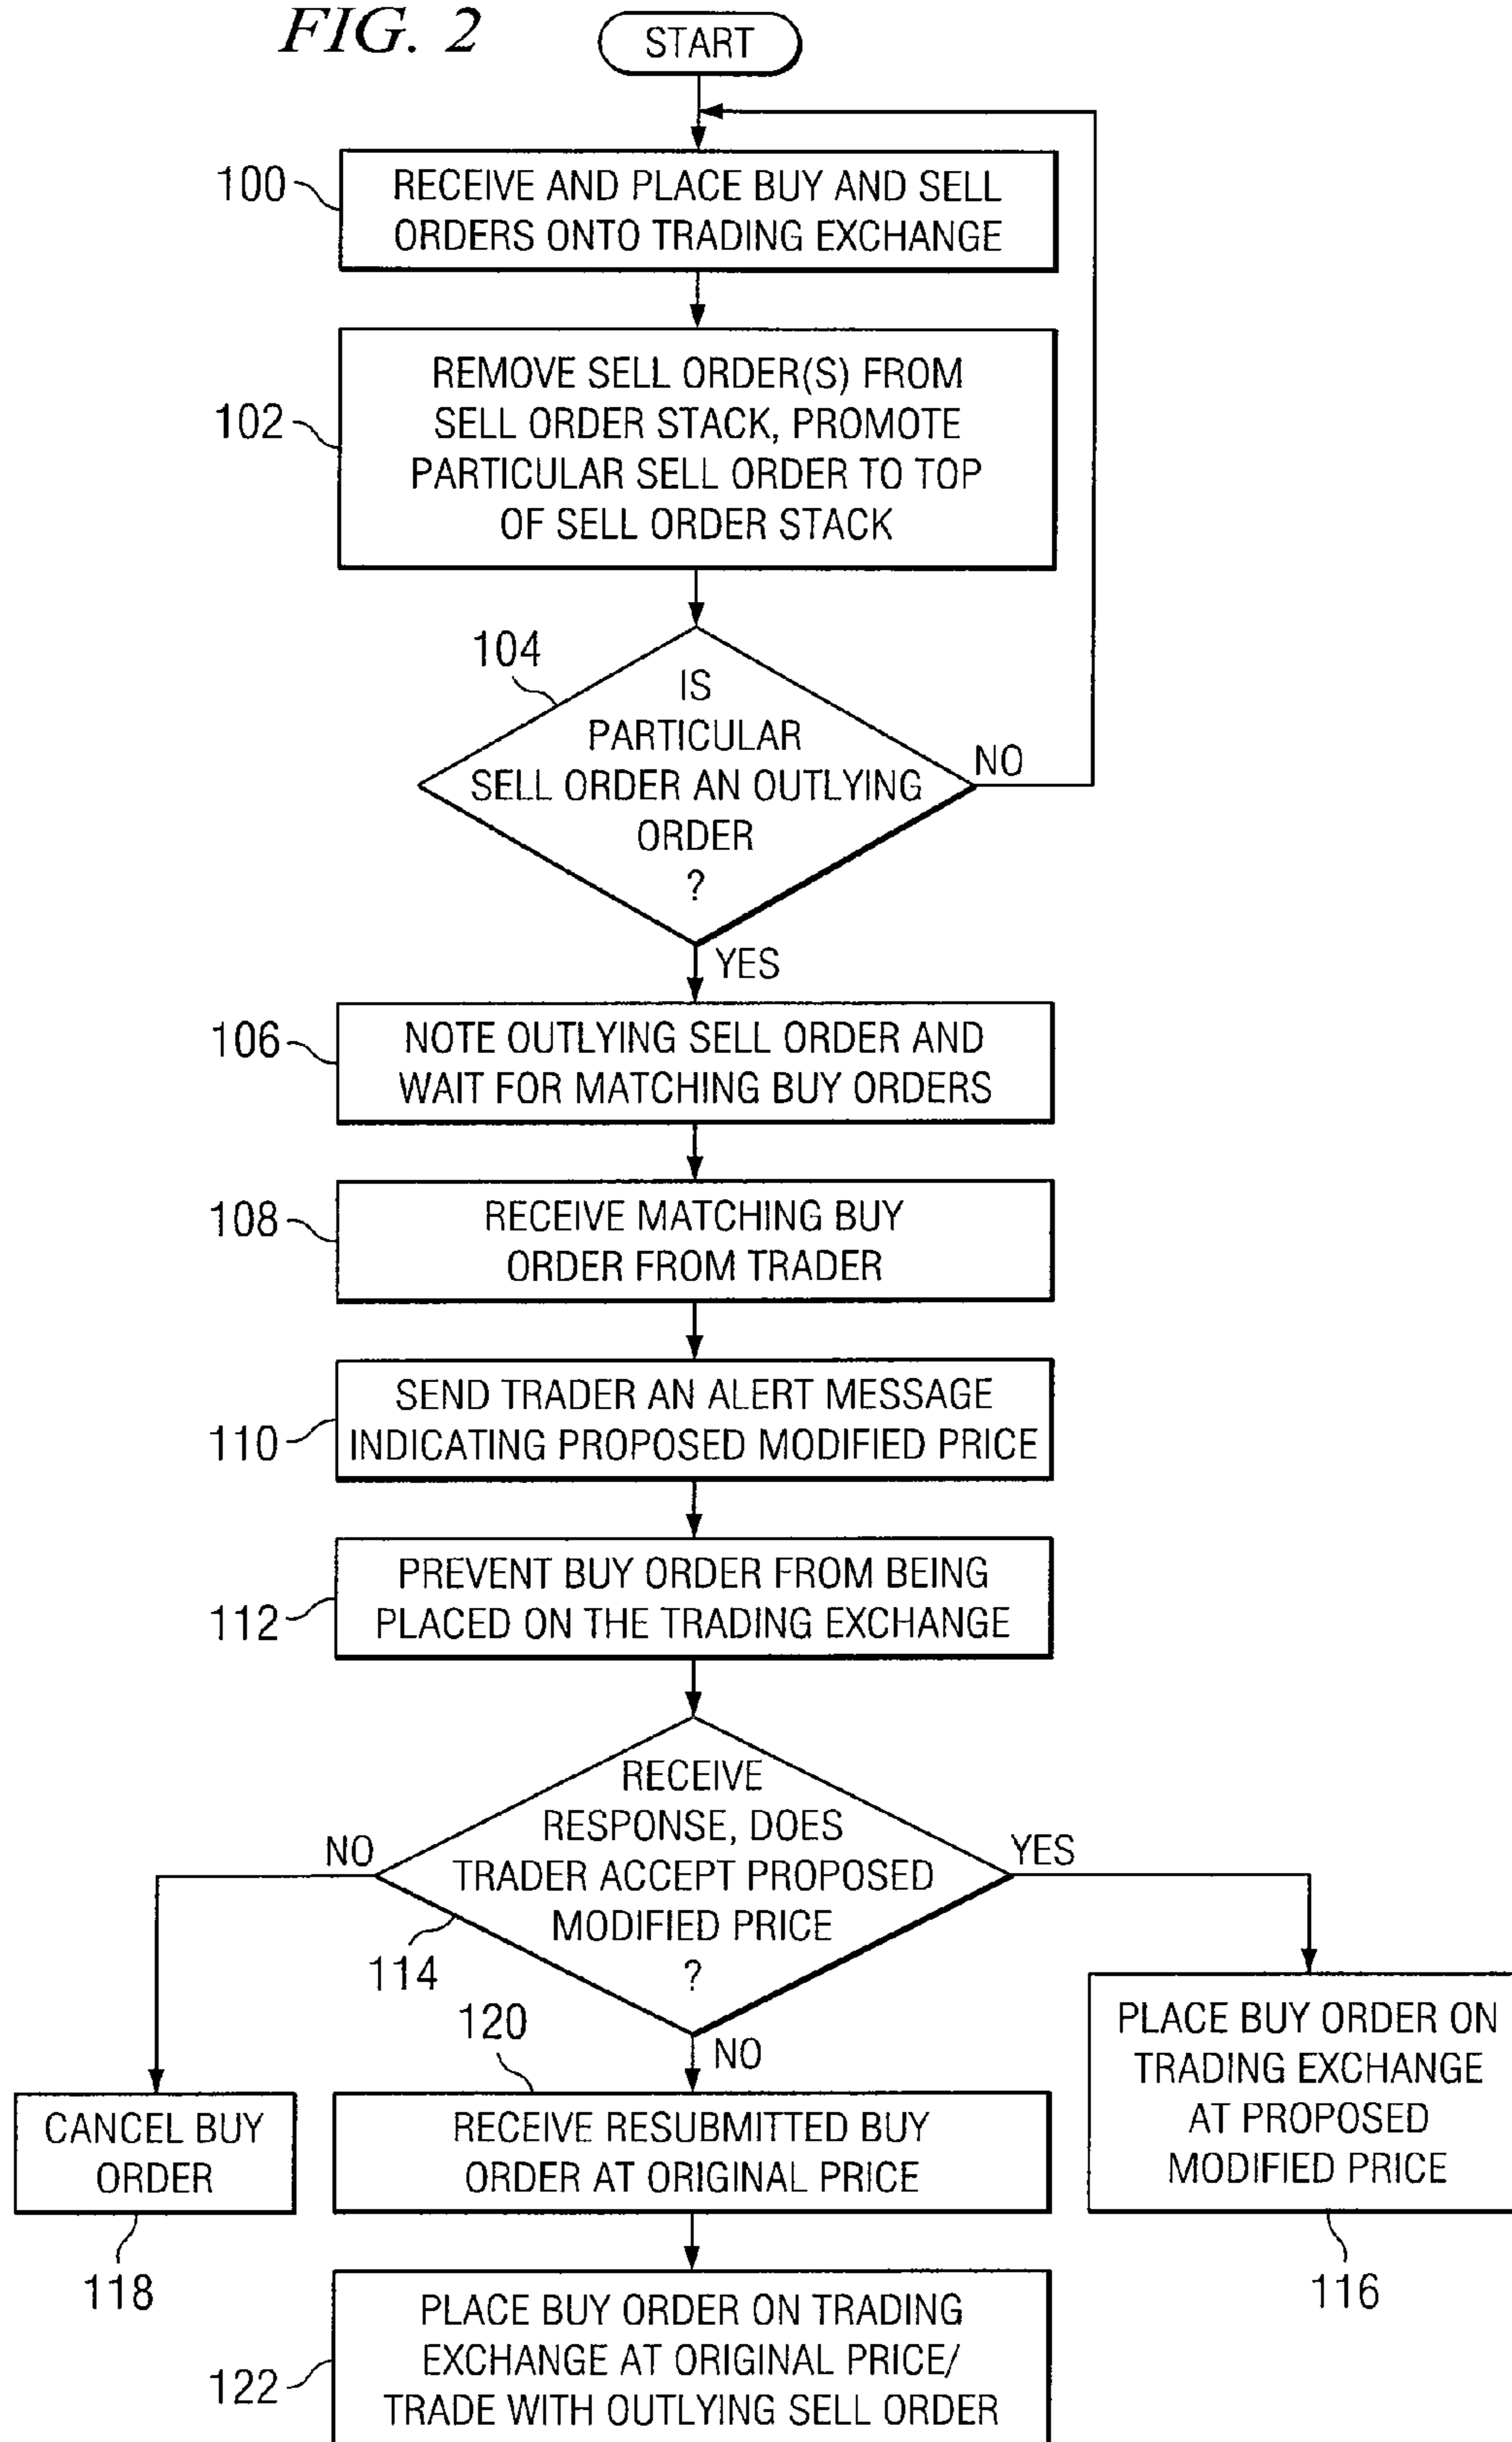 FIG. 2
START
100
RECEIVE AND PLACE BUY AND SELL
ORDERS ONTO TRADING EXCHANGE
102
REMOVE SELL ORDER(S) FROM
SELL ORDER STACK, PROMOTE
PARTICULAR SELL ORDER TO TOP
OF SELL ORDER STACK
104
IS
PARTICULAR
SELL ORDER AN OUTLYING
ORDER
?
NO
YES
106
NOTE OUTLYING SELL ORDER AND
WAIT FOR MATCHING BUY ORDERS
108
RECEIVE MATCHING BUY
ORDER FROM TRADER
110
SEND TRADER AN ALERT MESSAGE
INDICATING PROPOSED MODIFIED PRICE
112
PREVENT BUY ORDER FROM BEING
PLACED ON THE TRADING EXCHANGE
114
RECEIVE
RESPONSE, DOES
TRADER ACCEPT PROPOSED
MODIFIED PRICE
?
NO
YES
NO
CANCEL BUY
ORDER
118
120
RECEIVE RESUBMITTED BUY
ORDER AT ORIGINAL PRICE
PLACE BUY ORDER ON
TRADING EXCHANGE
AT PROPOSED
MODIFIED PRICE
116
122
PLACE BUY ORDER ON TRADING
EXCHANGE AT ORIGINAL PRICE/
TRADE WITH OUTLYING SELL ORDER